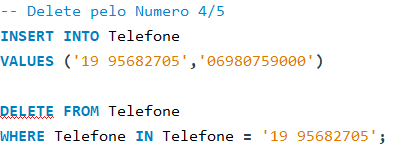 -- Delete pelo Numero 4/5
INSERT INTO Telefone
VALUES ('19 95682705','06980759000')
DELETE FROM Telefone
WHERE Telefone IN Telefone = '19 95682705';